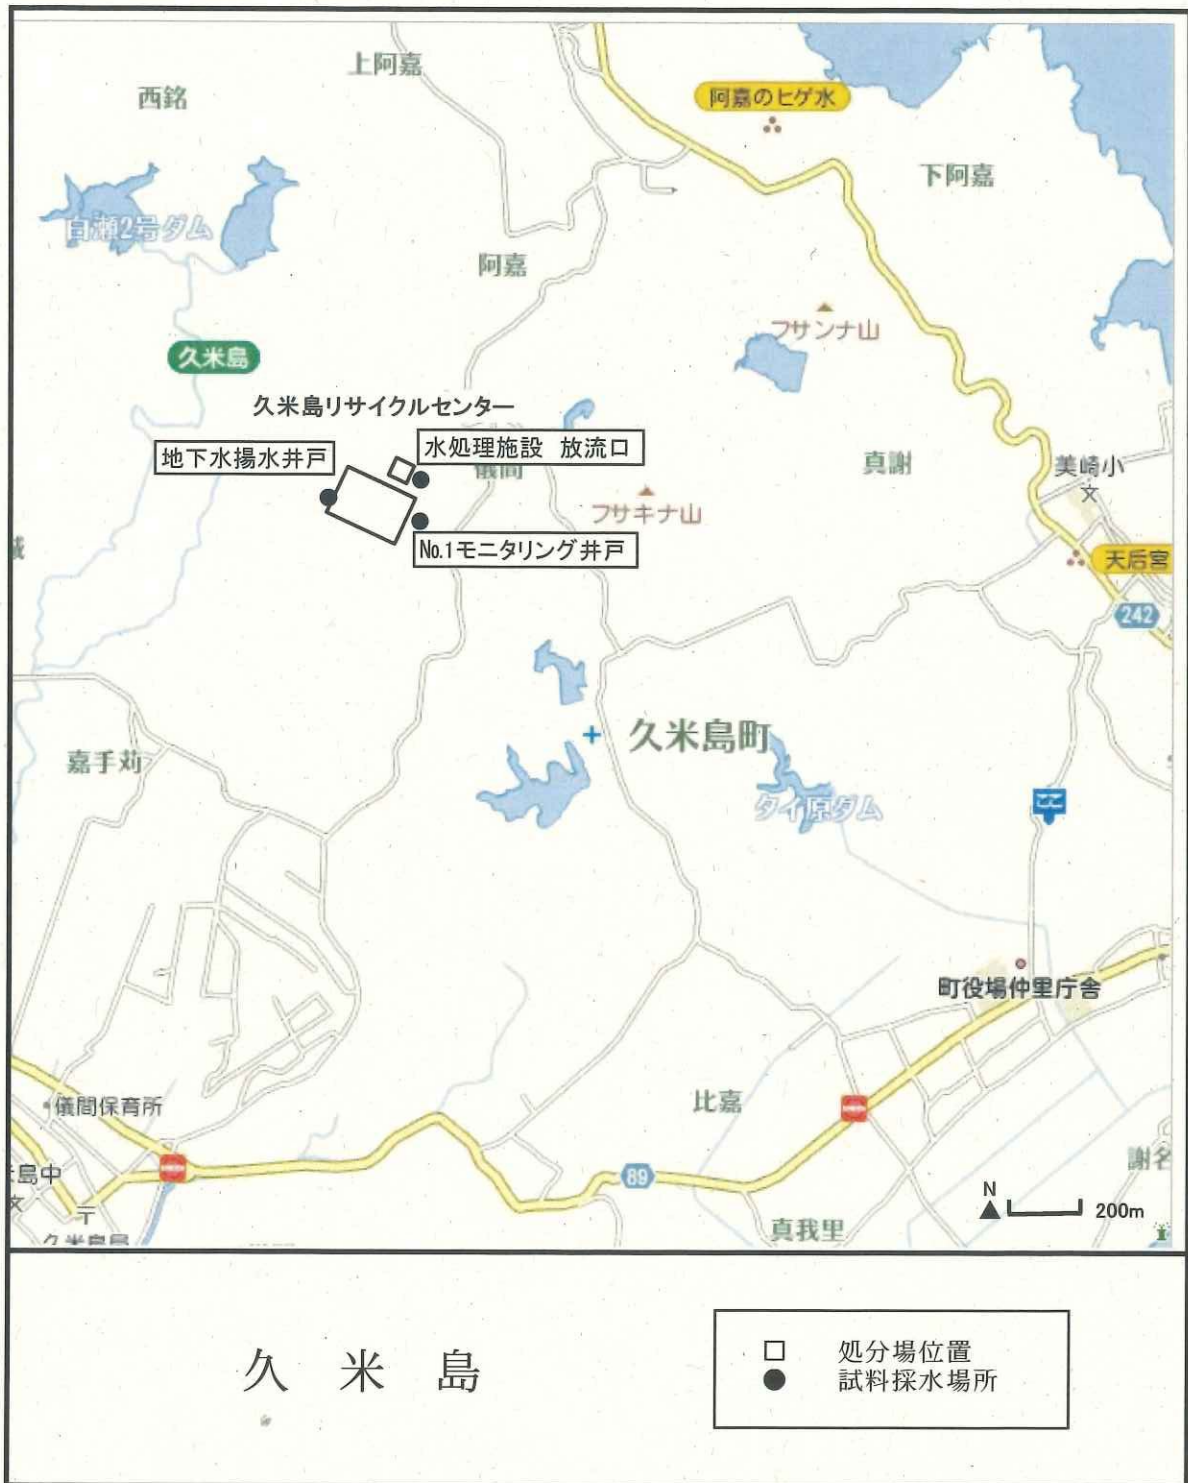 上阿嘉
西銘
阿嘉のヒゲ水
下阿嘉
白瀬2号ダム
阿嘉
フサンナ山
久米島
久米島リサイクルセンター
地下水揚水井戸
水処理施設 放流口
儀間
真謝
美崎小
文
フサキナ山
No.1モニタリング井戸
天后宮
242
久米島町
嘉手苅
タイ原ダム
町役場仲里庁舎
儀間保育所
比嘉
島中
文
89
謝名
〒
真我里
N
200m
久米島
処分場位置
試料採水場所